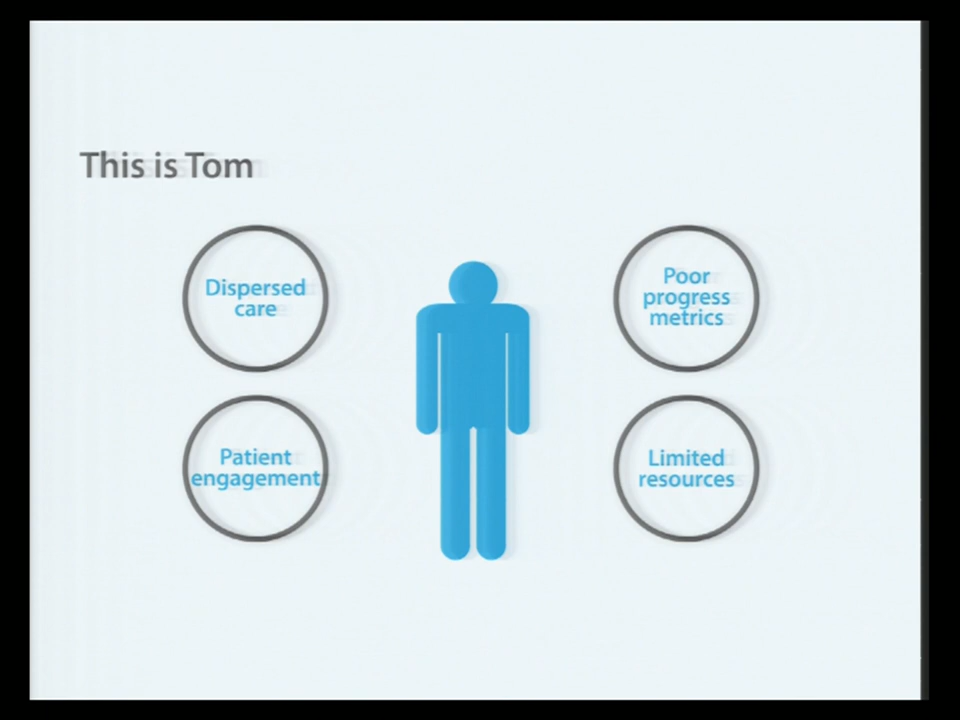 This is Tom
Dispersed
care
Poor
progress
metrics
Patient
engagement
Limited
resources